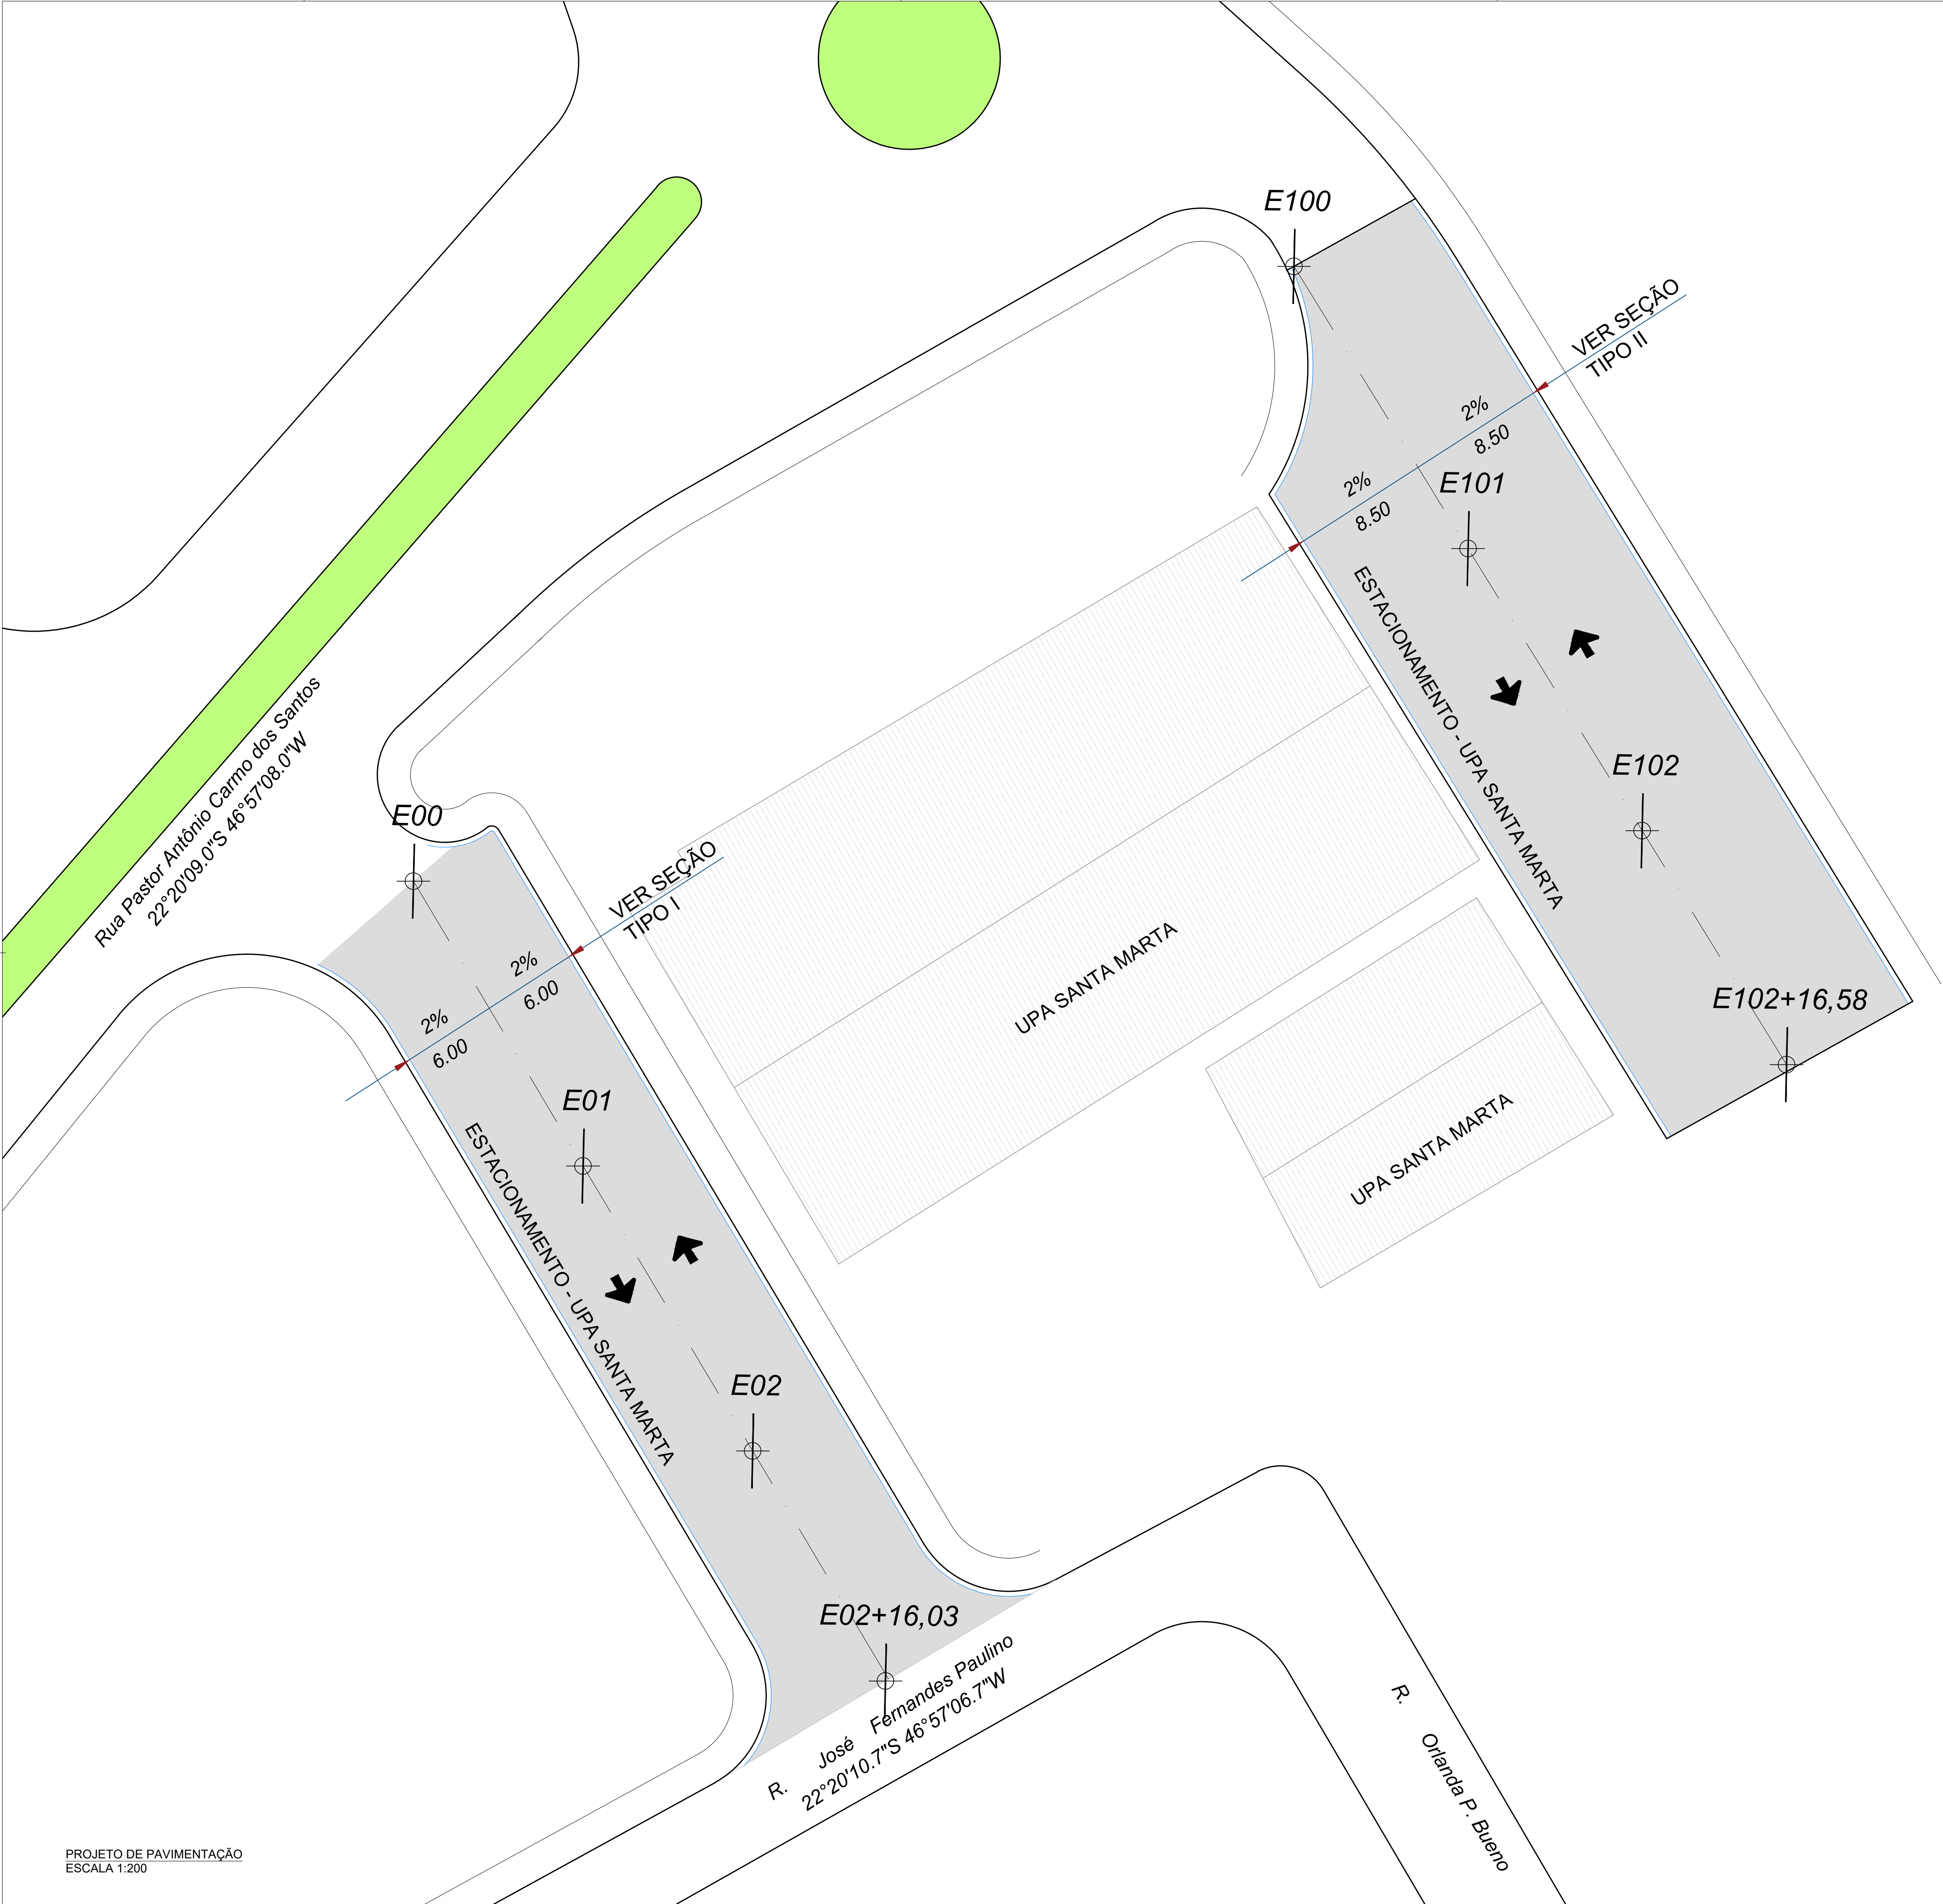 E100
VER SEÇÃO
TIPO II
2%
8.50
2%
8.50
E101
ESTACIONAMENTO - UPA SANTA MARTA
E102
E102+16,58
Rua Pastor Antônio Carmo dos Santos
22°20'09.0"S 46°57'08.0"W
E00
VER SEÇÃO
TIPO I
2%
6.00
2%
6.00
UPA SANTA MARTA
UPA SANTA MARTA
E01
ESTACIONAMENTO - UPA SANTA MARTA
E02
E02+16,03
R. José Fernandes Paulino
22°20'10.7"S 46°57'06.7"W
R. Orlanda P. Bueno
PROJETO DE PAVIMENTAÇÃO
ESCALA 1:200